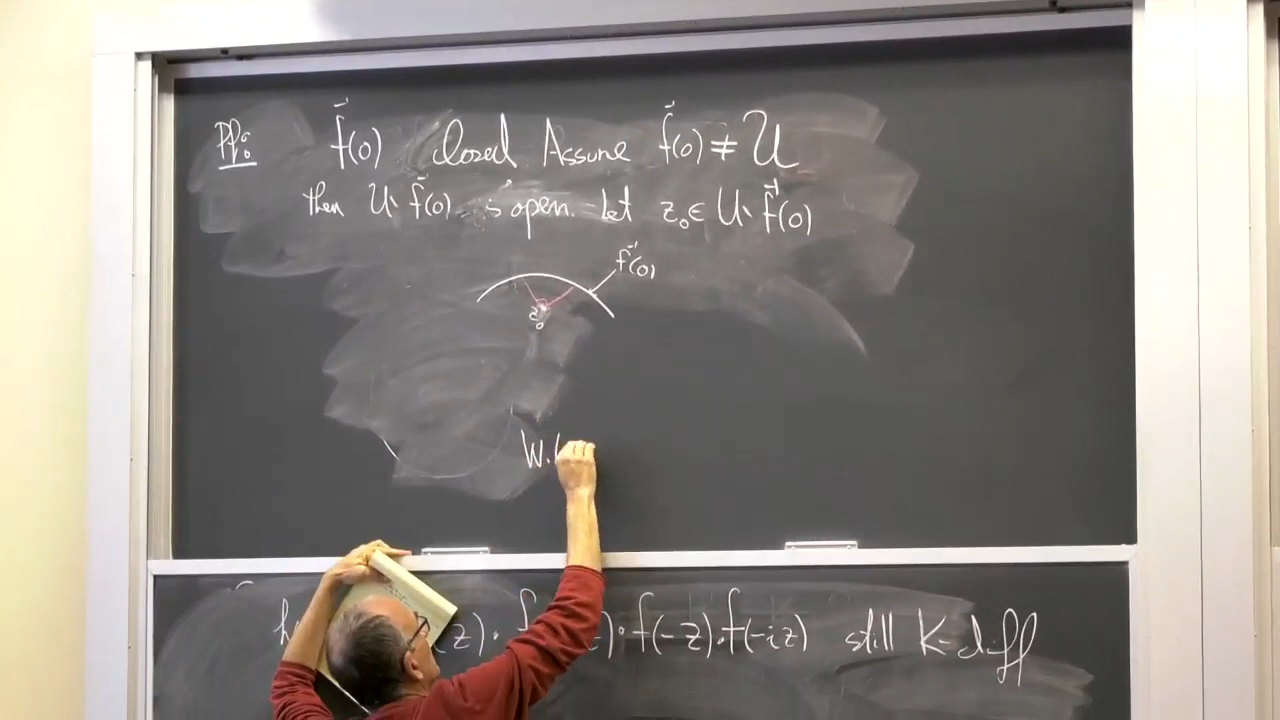 Pf: f⁻¹(0) closed Assume f⁻¹(0) ≠ U
then U∖f⁻¹(0) is open. Let z₀ ∈ U∖f⁻¹(0)
f⁻¹(0)
z₀
W.
z)· f )·f(-z)·f(-iz) still K-diff